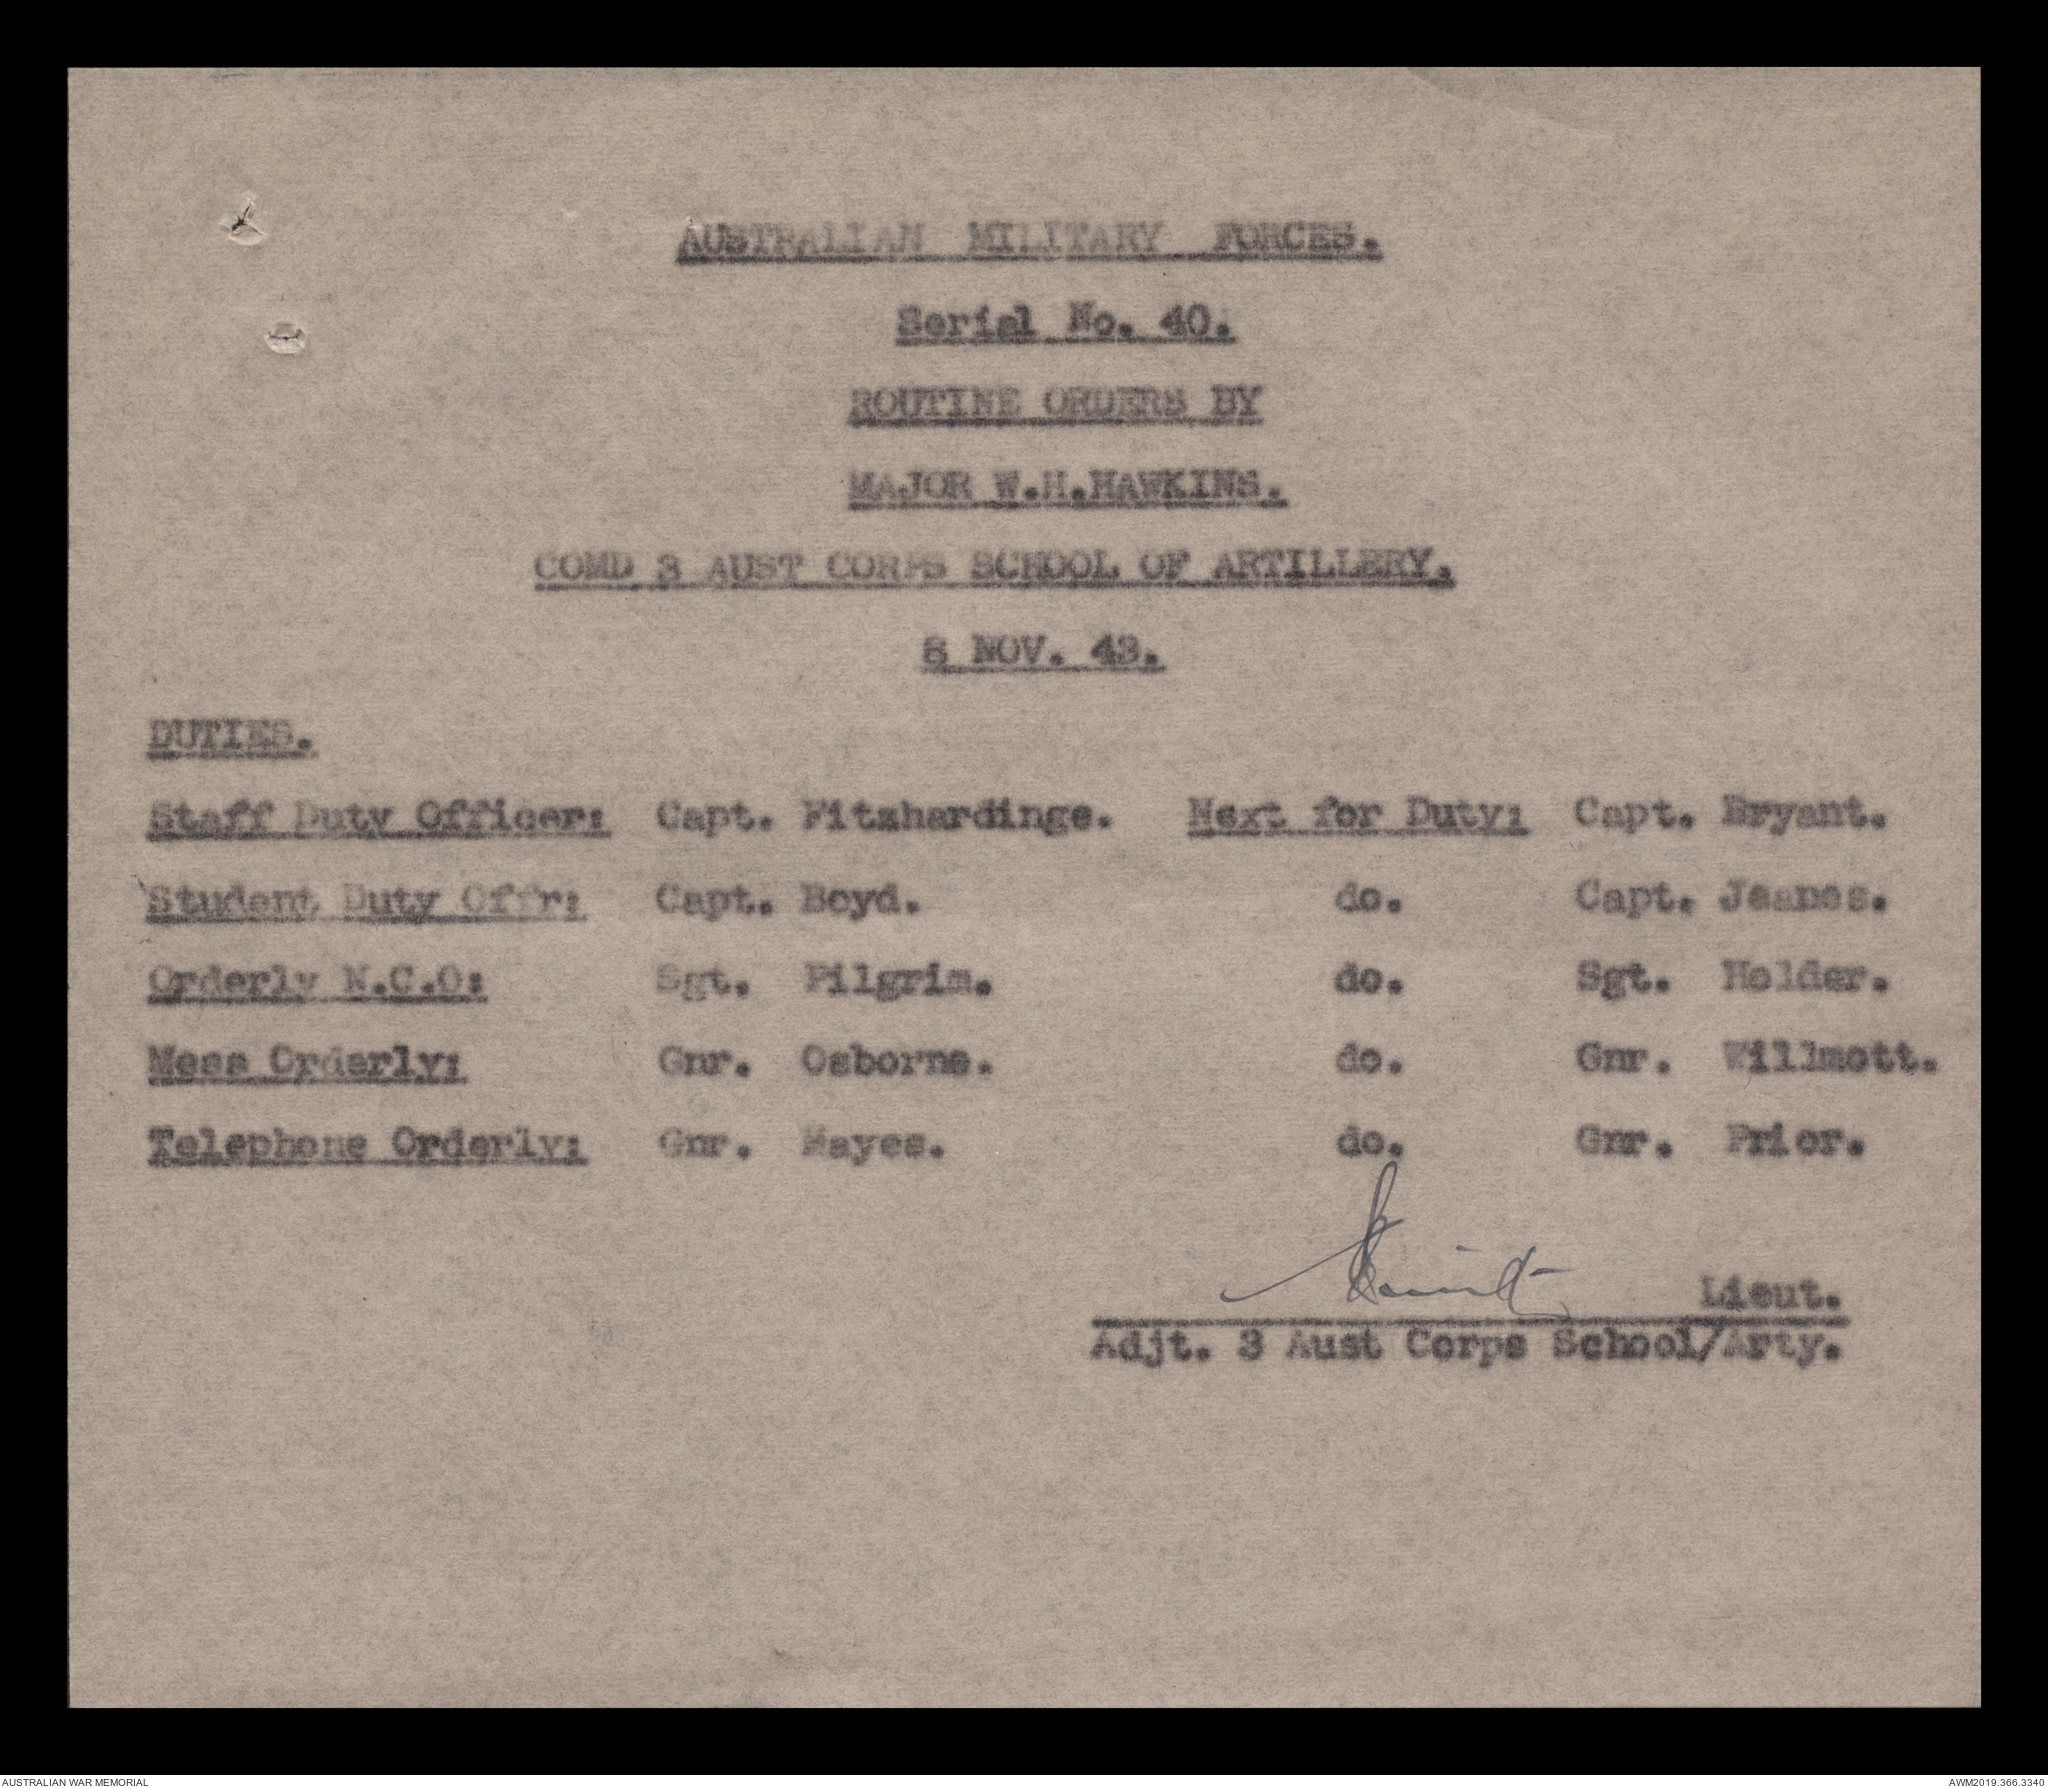 AUSTRALIAN MILITARY FORCES.
Serial No. 40.
ROUTINE ORDERS BY
MAJOR W.H.HAWKINS.
COMD 3 AUST CORPS SCHOOL OF ARTILLERY.
8 NOV. 43.
DUTIES.
Staff Duty Officer: Capt. Fitzhardinge. Next for Duty: Capt. Bryant.
Student Duty Offr: Capt. Boyd. do. Capt. Jeanes.
Orderly N.C.O: Sgt. Pilgrim. do. Sgt. Holder.
Mess Orderly: Gnr. Osborne. do. Gnr. Willmott.
Telephone Orderly: Gnr. do. Gnr. Prior.
Lieut.
Adjt. 3 Aust Corps School/Arty.
AUSTRALIAN WAR MEMORIAL
AWM2019.366.3340